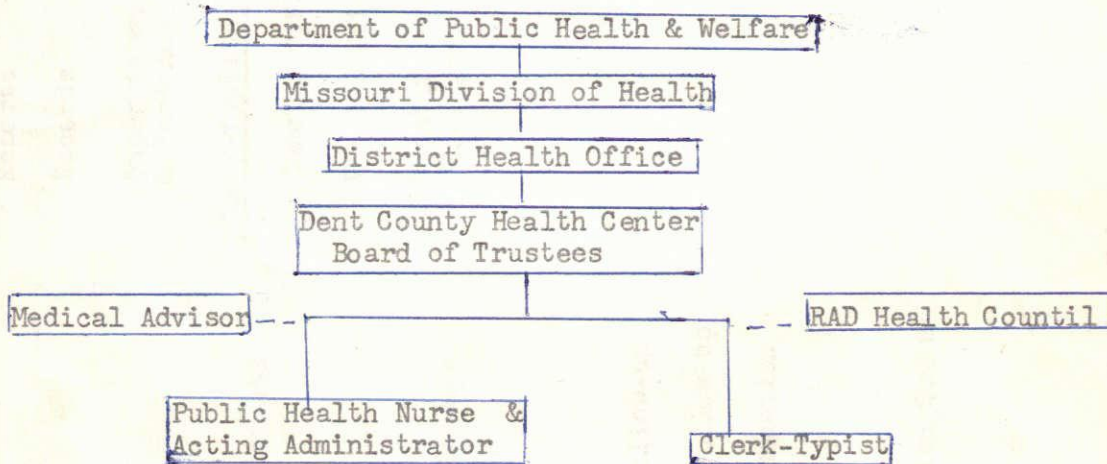 Department of Public Health & Welfare
Missouri Division of Health
District Health Office
Dent County Health Center
Board of Trustees
Medical Advisor
RAD Health Countil
Public Health Nurse &
Acting Administrator
Clerk-Typist